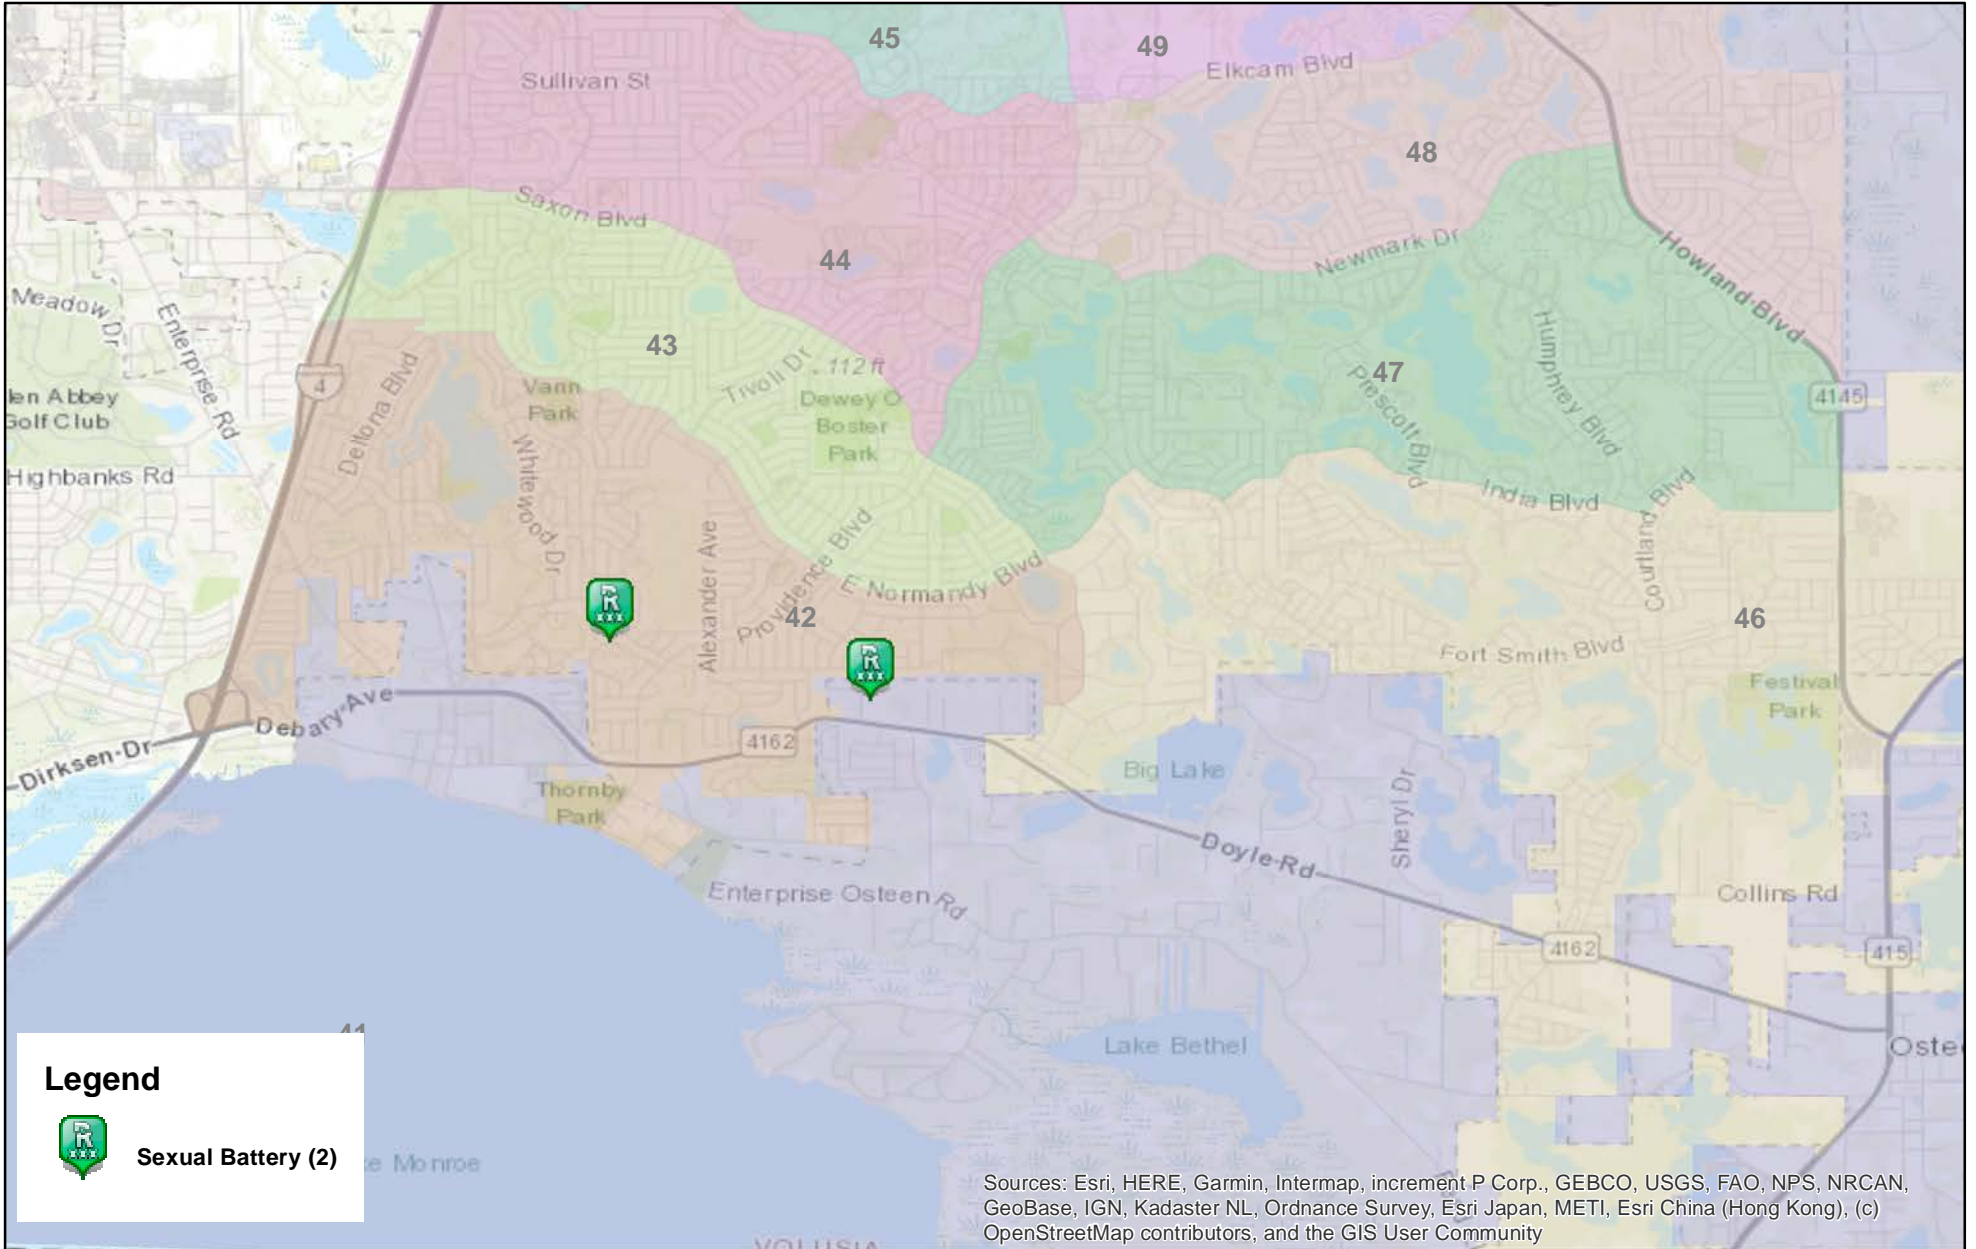 45
49
Sullivan St
Elkcam Blvd
48
Saxon Blvd
44
Newmark Dr
Howland Blvd
Meadow Dr
Enterprise Rd
43
Tivoli Dr
112 ft
47
Humphrey Blvd
Prescott Blvd
4
Deltona Blvd
Vann
Park
Dewey O
Boster
Park
4145
len Abbey
Golf Club
Highbanks Rd
Whitewood Dr
India Blvd
Courtland Blvd
Alexander Ave
Providence Blvd
E Normandy Blvd
R
xxx
42
46
R
xxx
Fort Smith Blvd
Festival
Park
Debary Ave
Dirksen Dr
4162
Big Lake
Thornby
Park
Sheryl Dr
Doyle Rd
Enterprise Osteen Rd
Collins Rd
4162
415
41
Lake Bethel
Oste
Legend
R
xxx
Sexual Battery (2)
ke Monroe
Sources: Esri, HERE, Garmin, Intermap, increment P Corp., GEBCO, USGS, FAO, NPS, NRCAN,
GeoBase, IGN, Kadaster NL, Ordnance Survey, Esri Japan, METI, Esri China (Hong Kong), (c)
OpenStreetMap contributors, and the GIS User Community
VOLUSIA